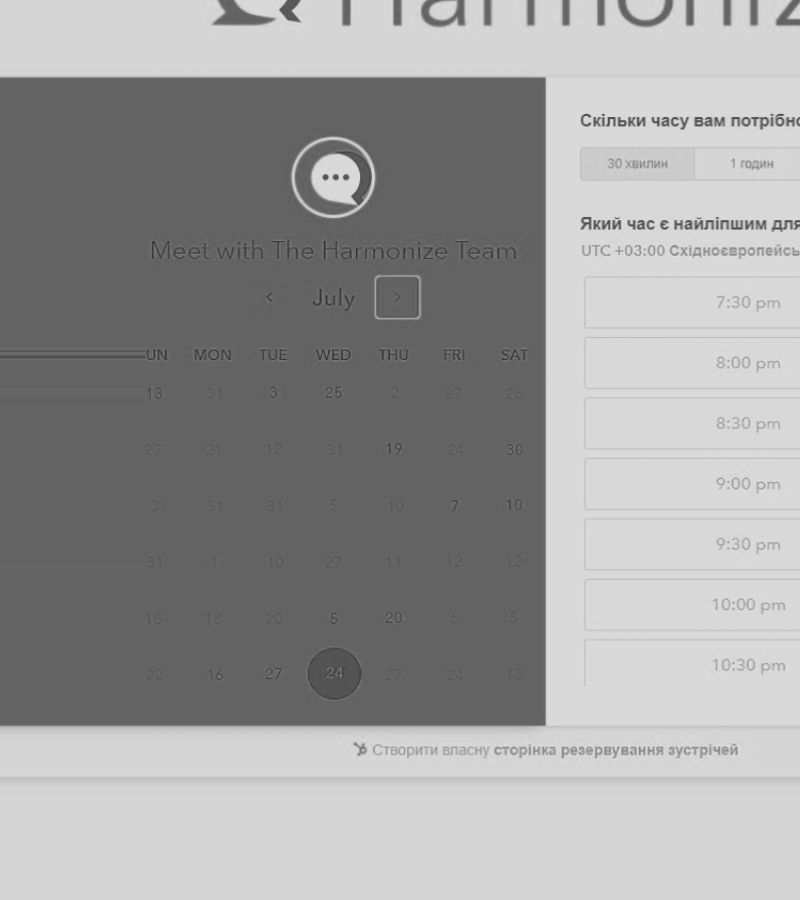 Harmoniz
Meet with The Harmonize Team
July
UN MON TUE WED THU FRI SAT
13 31 3 25 2 27 26
27 21 12 31 19 24 30
3 31 31 5 10 7 10
31 1 10 27 11 12 12
18 18 20 5 20 6 5
22 16 27 24 27 24 13
Скільки часу вам потрібно
30 хвилин 1 годин
Який час є найліпшим для
UTC +03:00 Східноєвропейсь
7:30 pm
8:00 pm
8:30 pm
9:00 pm
9:30 pm
10:00 pm
10:30 pm
Створити власну сторінка резервування зустрічей